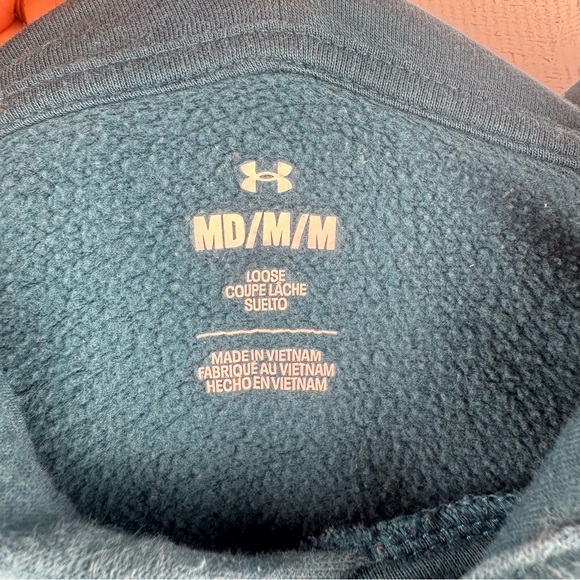 MD/M/M
LOOSE
COUPE LÂCHE
SUELTO
MADE IN VIETNAM
FABRIQUÉ AU VIETNAM
HECHO EN VIETNAM